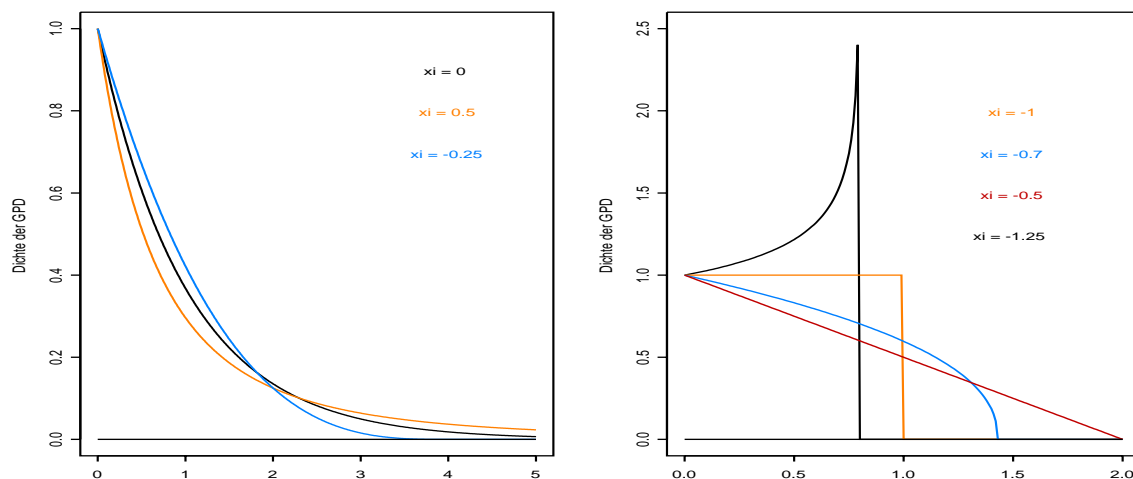 Dichte der GPD
1.0
0.8
0.6
0.4
0.2
0.0
xi = 0
xi = 0.5
xi = -0.25
0 1 2 3 4 5
Dichte der GPD
2.5
2.0
1.5
1.0
0.5
0.0
xi = -1
xi = -0.7
xi = -0.5
xi = -1.25
0.0 0.5 1.0 1.5 2.0